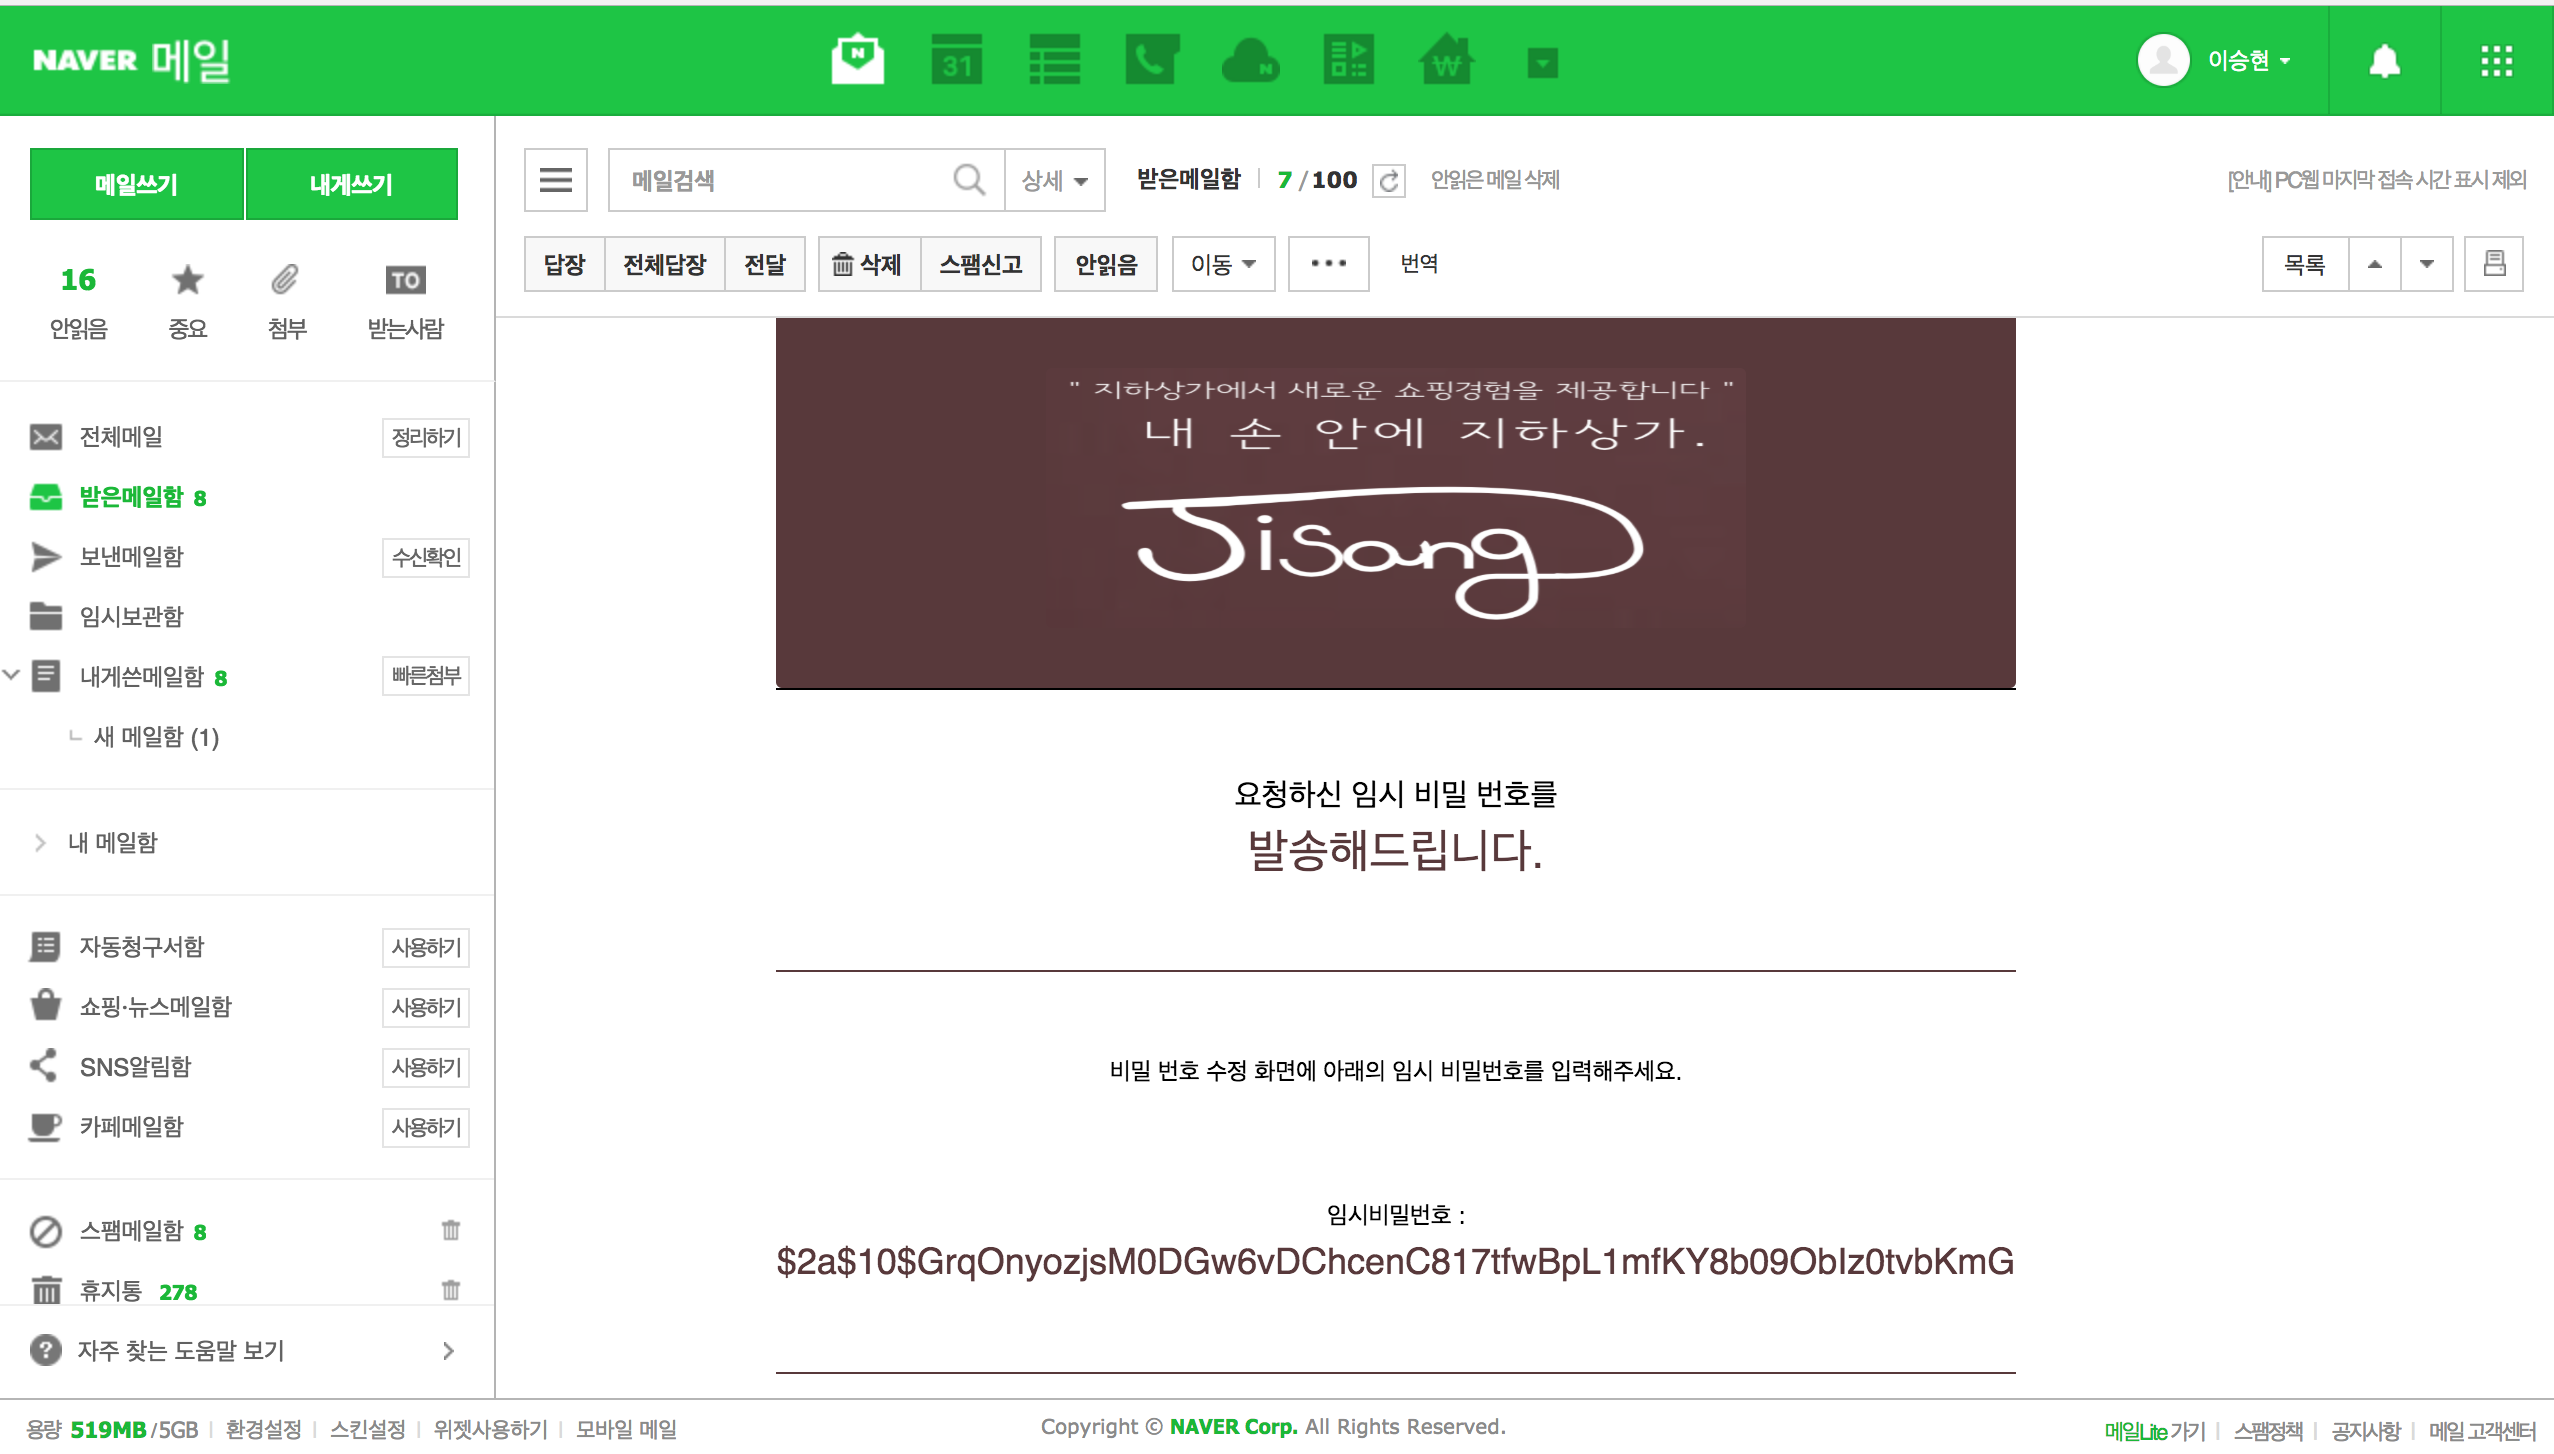 NAVER 메일
31
이승현
메일쓰기 내게쓰기
메일검색 상세 받은메일함 7 / 100 안읽은 메일 삭제 [안내] PC웹 마지막 접속 시간 표시 제외
답장 전체답장 전달 삭제 스팸신고 안읽음 이동 번역 목록
16 TO
안읽음 중요 첨부 받는사람
전체메일 정리하기
받은메일함 8
보낸메일함 수신확인
임시보관함
내게쓴메일함 8 빠른첨부
새 메일함 (1)
내 메일함
자동청구서함 사용하기
쇼핑·뉴스메일함 사용하기
SNS알림함 사용하기
카페메일함 사용하기
스팸메일함 8
휴지통 278
자주 찾는 도움말 보기
" 지하상가에서 새로운 쇼핑경험을 제공합니다 "
내 손 안에 지하상가.
Jisang
요청하신 임시 비밀 번호를
발송해드립니다.
비밀 번호 수정 화면에 아래의 임시 비밀번호를 입력해주세요.
임시비밀번호 :
$2a$10$GrqOnyozjsM0DGw6vDChcenC817tfwBpL1mfKY8b09ObIz0tvbKmG
용량 519MB/5GB 환경설정 스킨설정 위젯사용하기 모바일 메일 Copyright © NAVER Corp. All Rights Reserved. 메일Lite 가기 스팸정책 공지사항 메일 고객센터